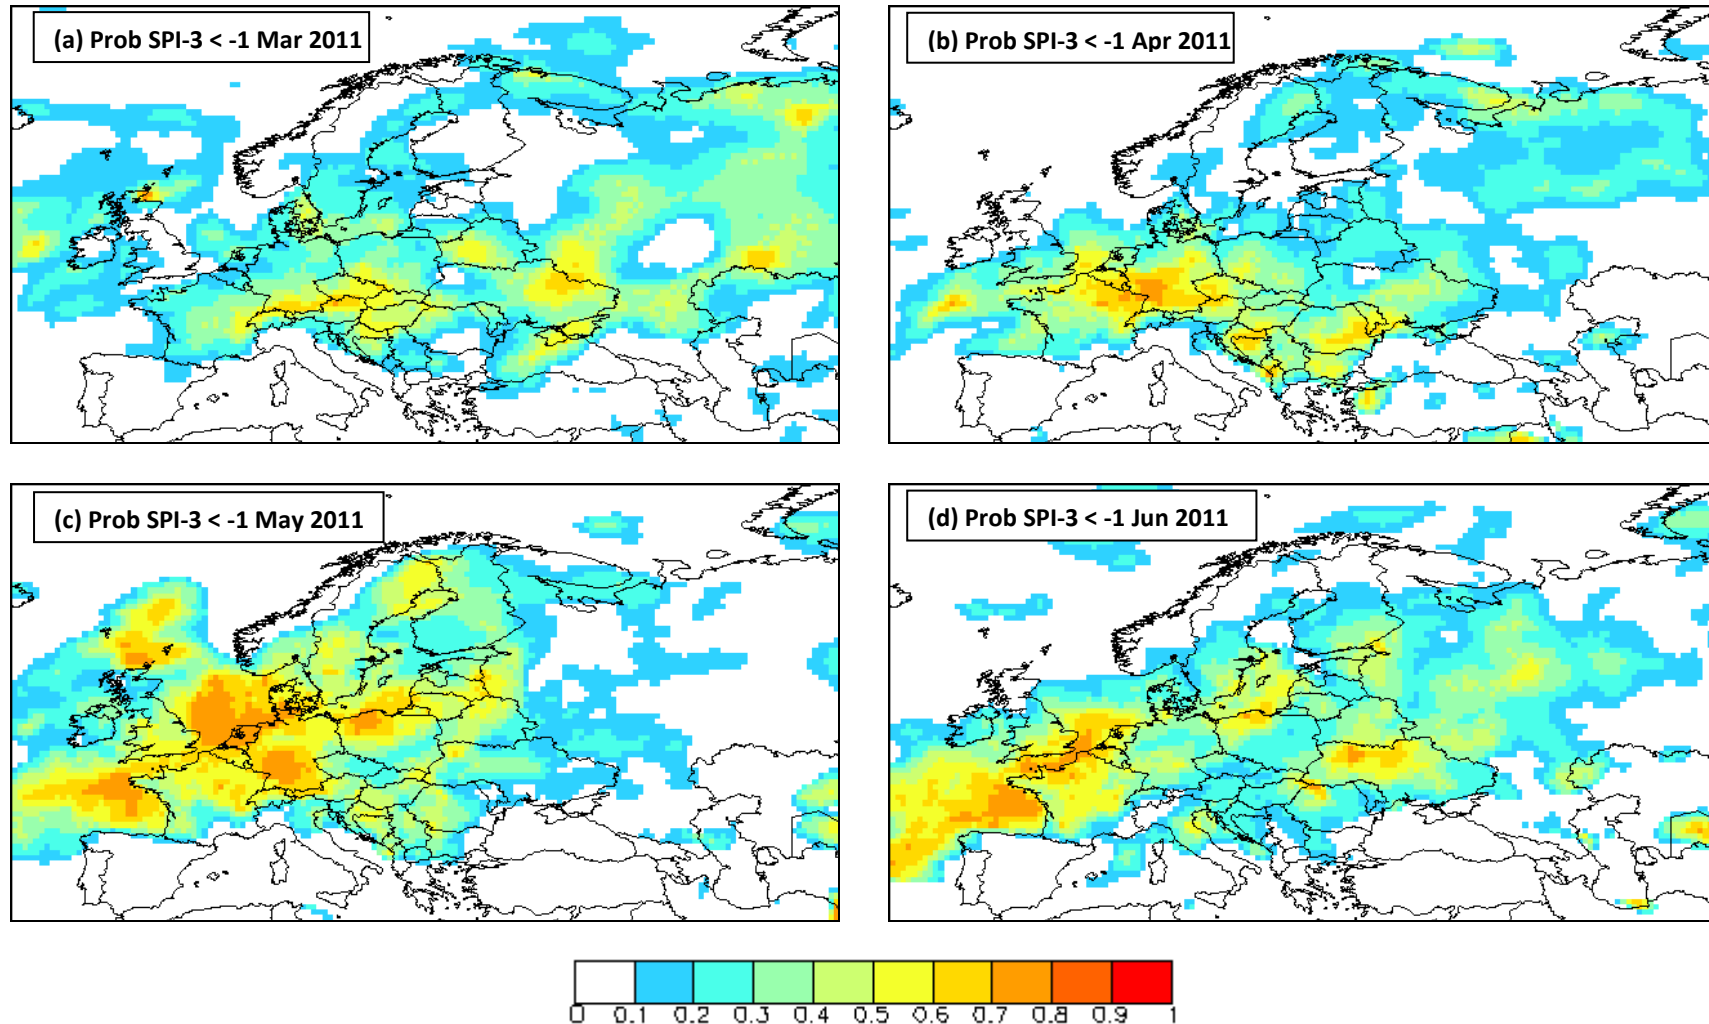 (a) Prob SPI-3 < -1 Mar 2011
(b) Prob SPI-3 < -1 Apr 2011
(c) Prob SPI-3 < -1 May 2011
(d) Prob SPI-3 < -1 Jun 2011
0 0.1 0.2 0.3 0.4 0.5 0.6 0.7 0.8 0.9 1